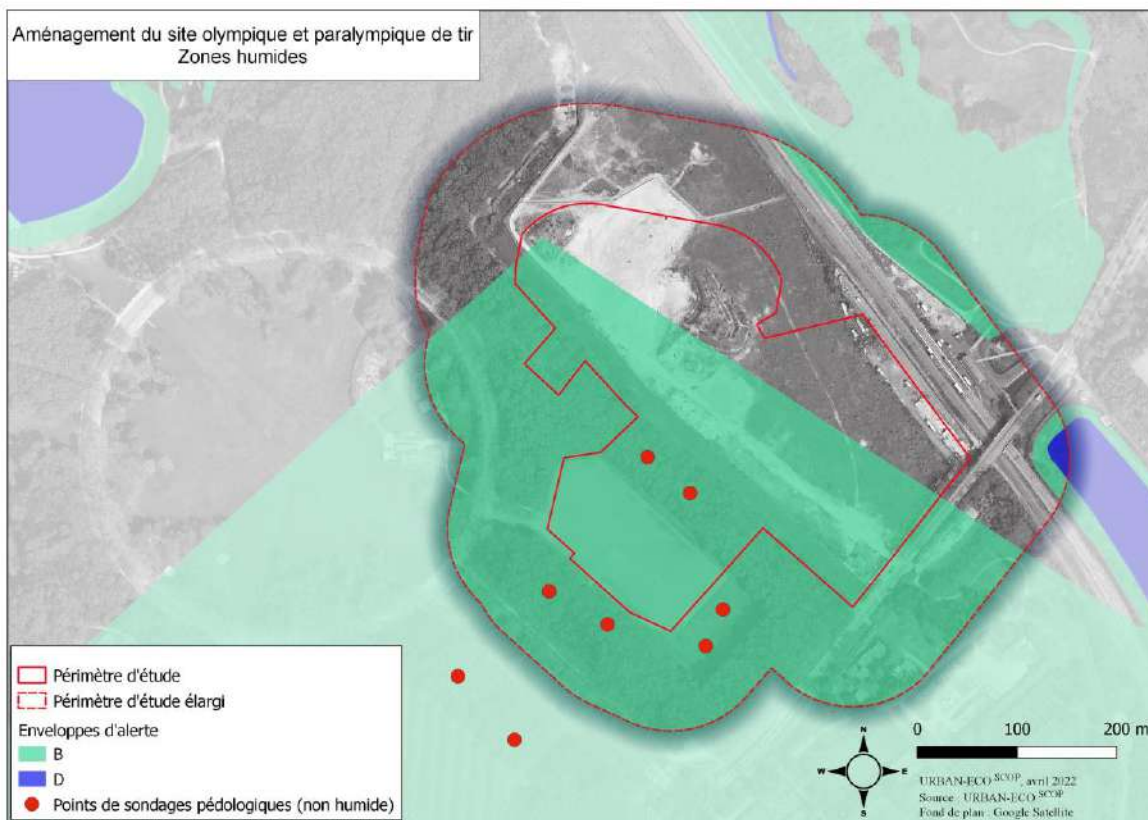 Aménagement du site olympique et paralympique de tir
Zones humides
Périmètre d'étude
Périmètre d'étude élargi
Enveloppes d'alerte
B
D
Points de sondages pédologiques (non humide)
N
W
E
S
0 100 200 m
URBAN-ECO SCOP, avril 2022
Source : URBAN-ECO SCOP
Fond de plan : Google Satellite